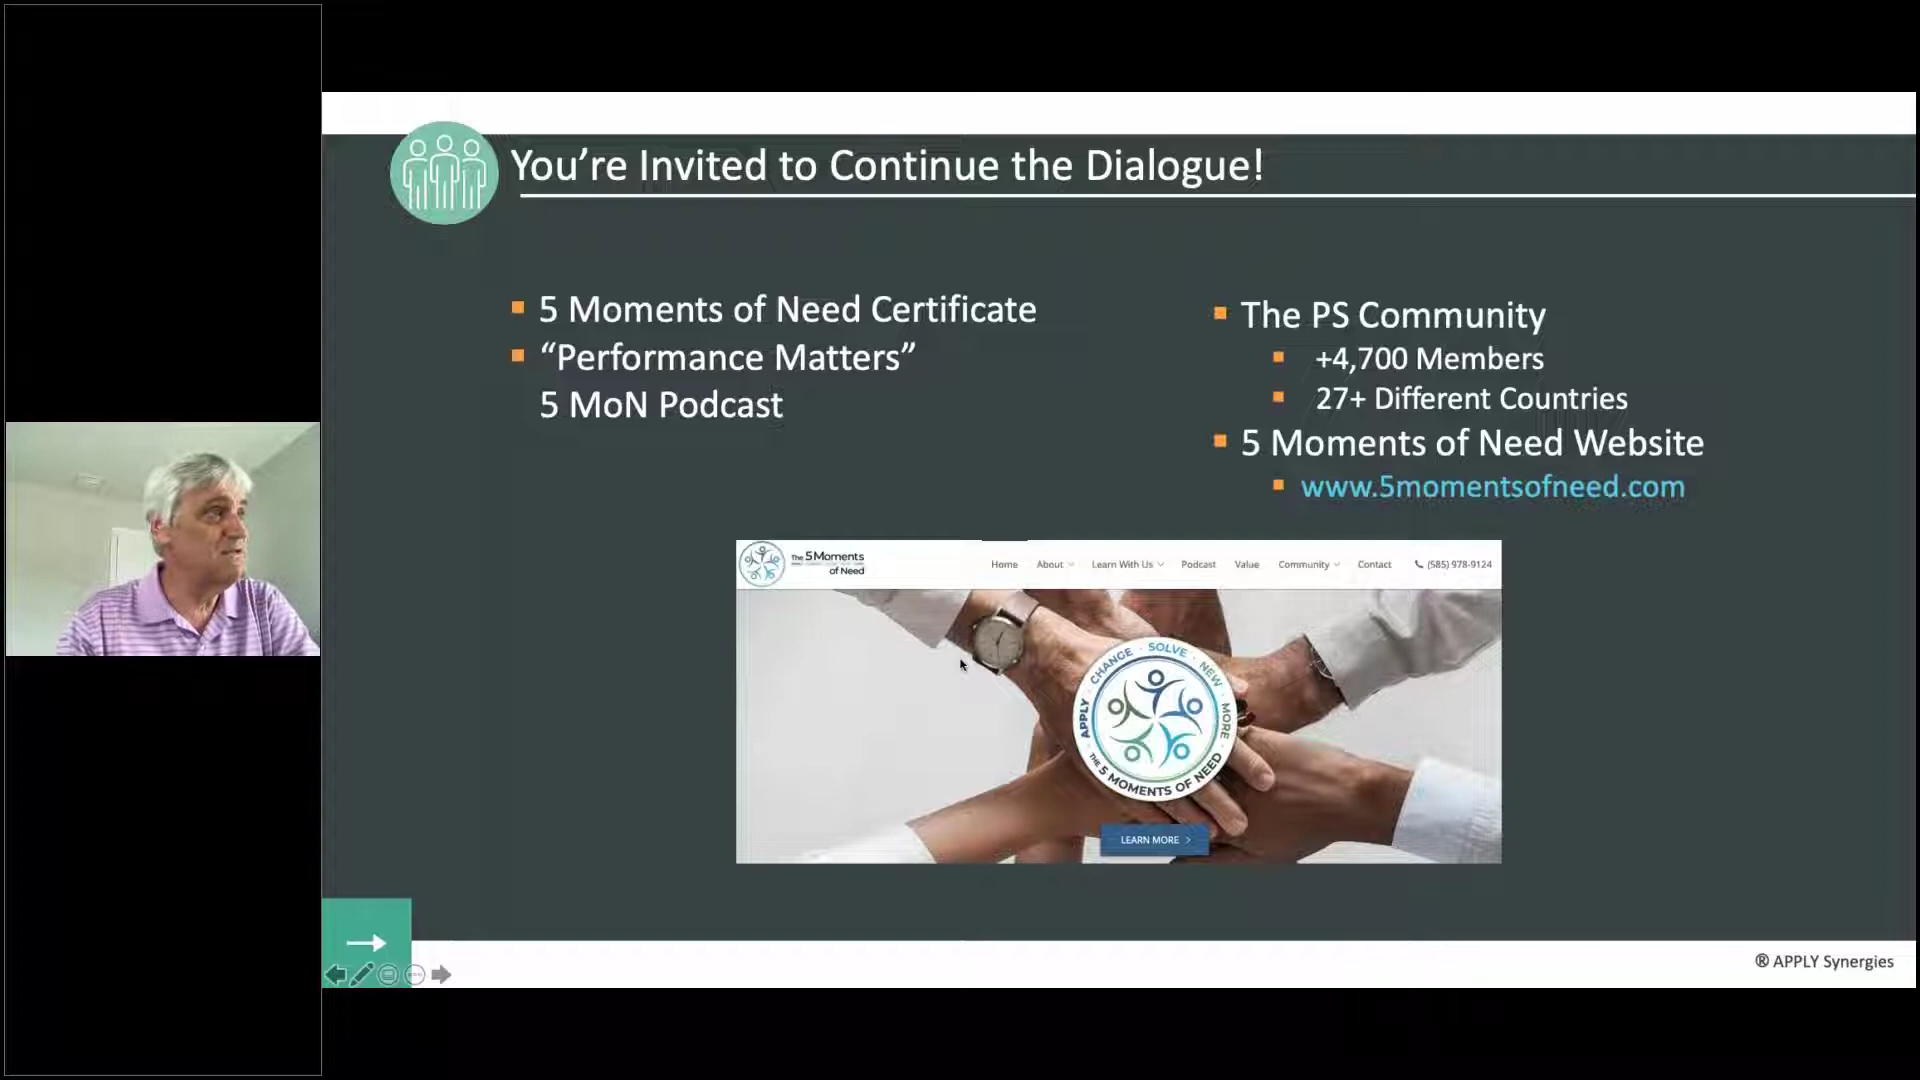 You're Invited to Continue the Dialogue!
5 Moments of Need Certificate
“Performance Matters”
5 MoN Podcast
The PS Community
+4,700 Members
27+ Different Countries
5 Moments of Need Website
www.5momentsofneed.com
The 5 Moments
of Need
Home About Learn With Us Podcast Value Community Contact (585) 978-9124
APPLY · CHANGE · SOLVE · NEW · MORE ·
THE 5 MOMENTS OF NEED
LEARN MORE >
® APPLY Synergies